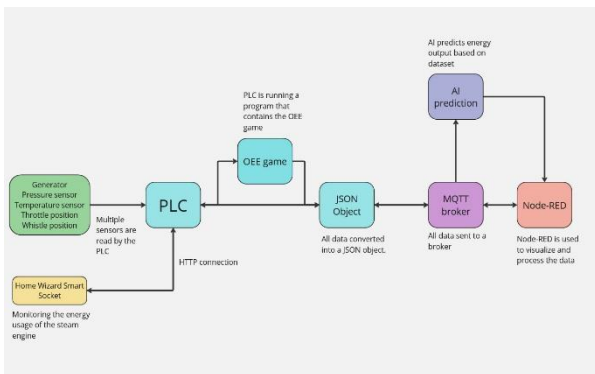 AI predicts energy
output based on
dataset
AI
prediction
PLC is running a
program that
contains the OEE
game
OEE game
Generator
Pressure sensor
Temperature sensor
Throttle position
Whistle position
PLC
JSON
Object
MQTT
broker
Node-RED
Multiple
sensors are
read by the
PLC
All data converted
into a JSON object.
All data sent to a
broker
Node-RED is used
to visualize and
process the data
HTTP connection
Home Wizard Smart
Socket
Monitoring the energy
usage of the steam
engine